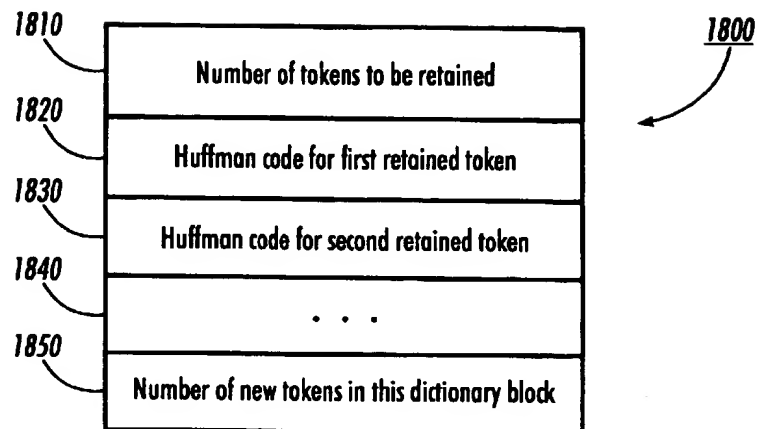 1810
1800
Number of tokens to be retained
1820
Huffman code for first retained token
1830
Huffman code for second retained token
1840
. . .
1850
Number of new tokens in this dictionary block